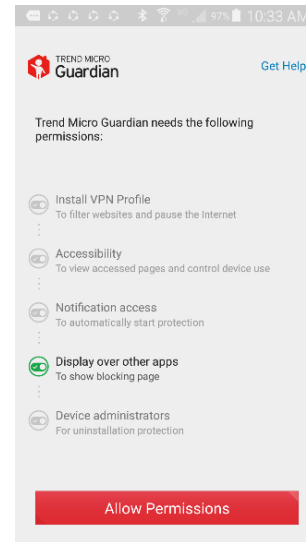 97% 10:33 AM
TREND MICRO
Guardian
Get Help
Trend Micro Guardian needs the following
permissions:
Install VPN Profile
To filter websites and pause the Internet
Accessibility
To view accessed pages and control device use
Notification access
To automatically start protection
Display over other apps
To show blocking page
Device administrators
For uninstallation protection
Allow Permissions